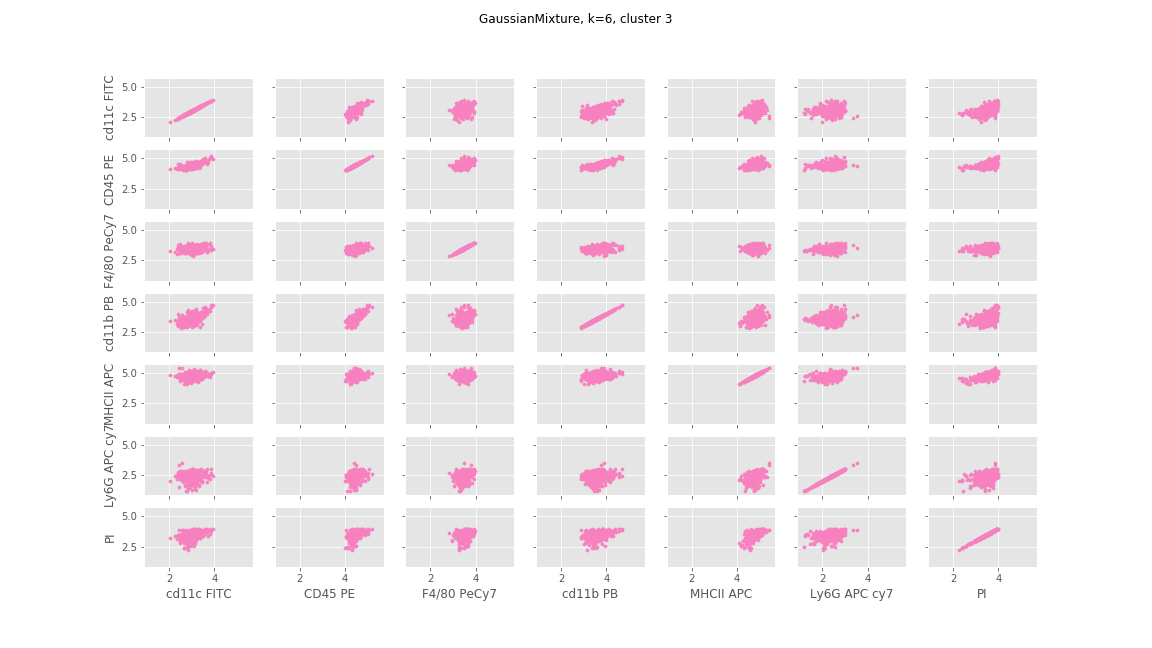 GaussianMixture, k=6, cluster 3
cd11c FITC
5.0
2.5
CD45 PE
5.0
2.5
F4/80 PeCy7
5.0
2.5
cd11b PB
5.0
2.5
MHCII APC
5.0
2.5
Ly6G APC cy7
5.0
2.5
PI
5.0
2.5
2 4 2 4 2 4 2 4 2 4 2 4 2 4
cd11c FITC CD45 PE F4/80 PeCy7 cd11b PB MHCII APC Ly6G APC cy7 PI